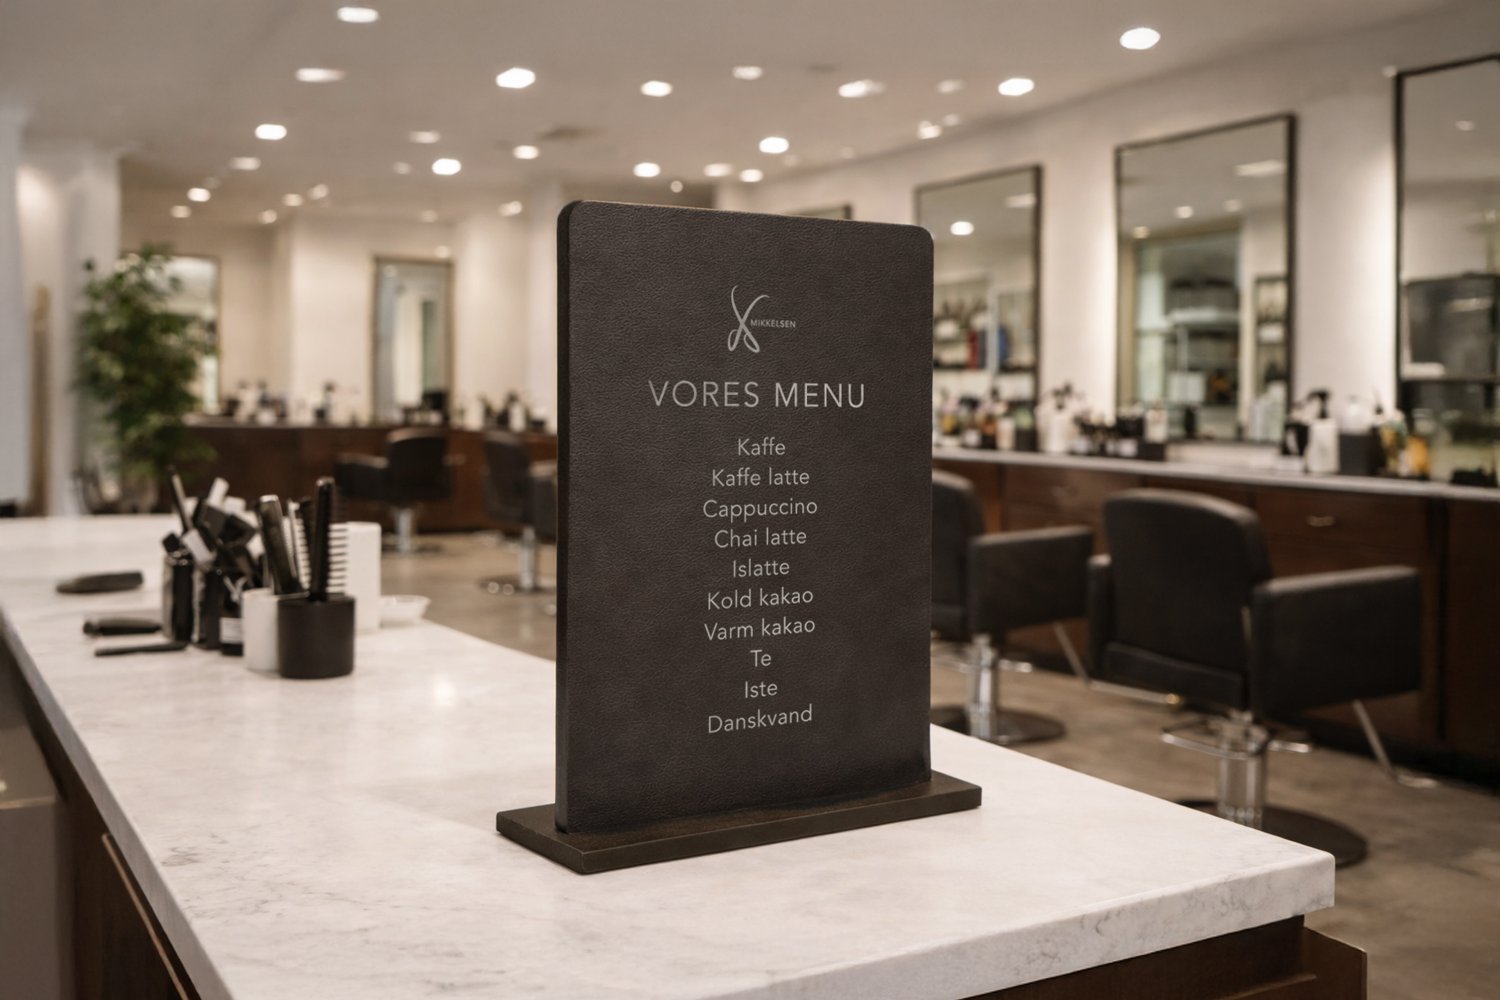 MIKKELSEN
VORES MENU
Kaffe
Kaffe latte
Cappuccino
Chai latte
Islatte
Kold kakao
Varm kakao
Te
Iste
Danskvand